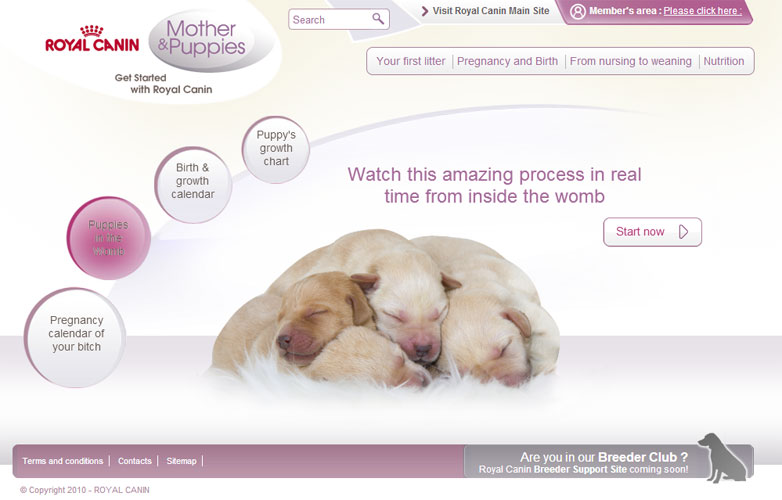 Search
Visit Royal Canin Main Site
Member's area : Please click here :
ROYAL CANIN
Mother
&Puppies
Get Started
with Royal Canin
Your first litter
Pregnancy and Birth
From nursing to weaning
Nutrition
Puppy's
growth
chart
Birth &
growth
calendar
Puppies
in the
Womb
Pregnancy
calendar of
your bitch
Watch this amazing process in real
time from inside the womb
Start now
Terms and conditions
Contacts
Sitemap
Are you in our Breeder Club ?
Royal Canin Breeder Support Site coming soon!
© Copyright 2010 - ROYAL CANIN